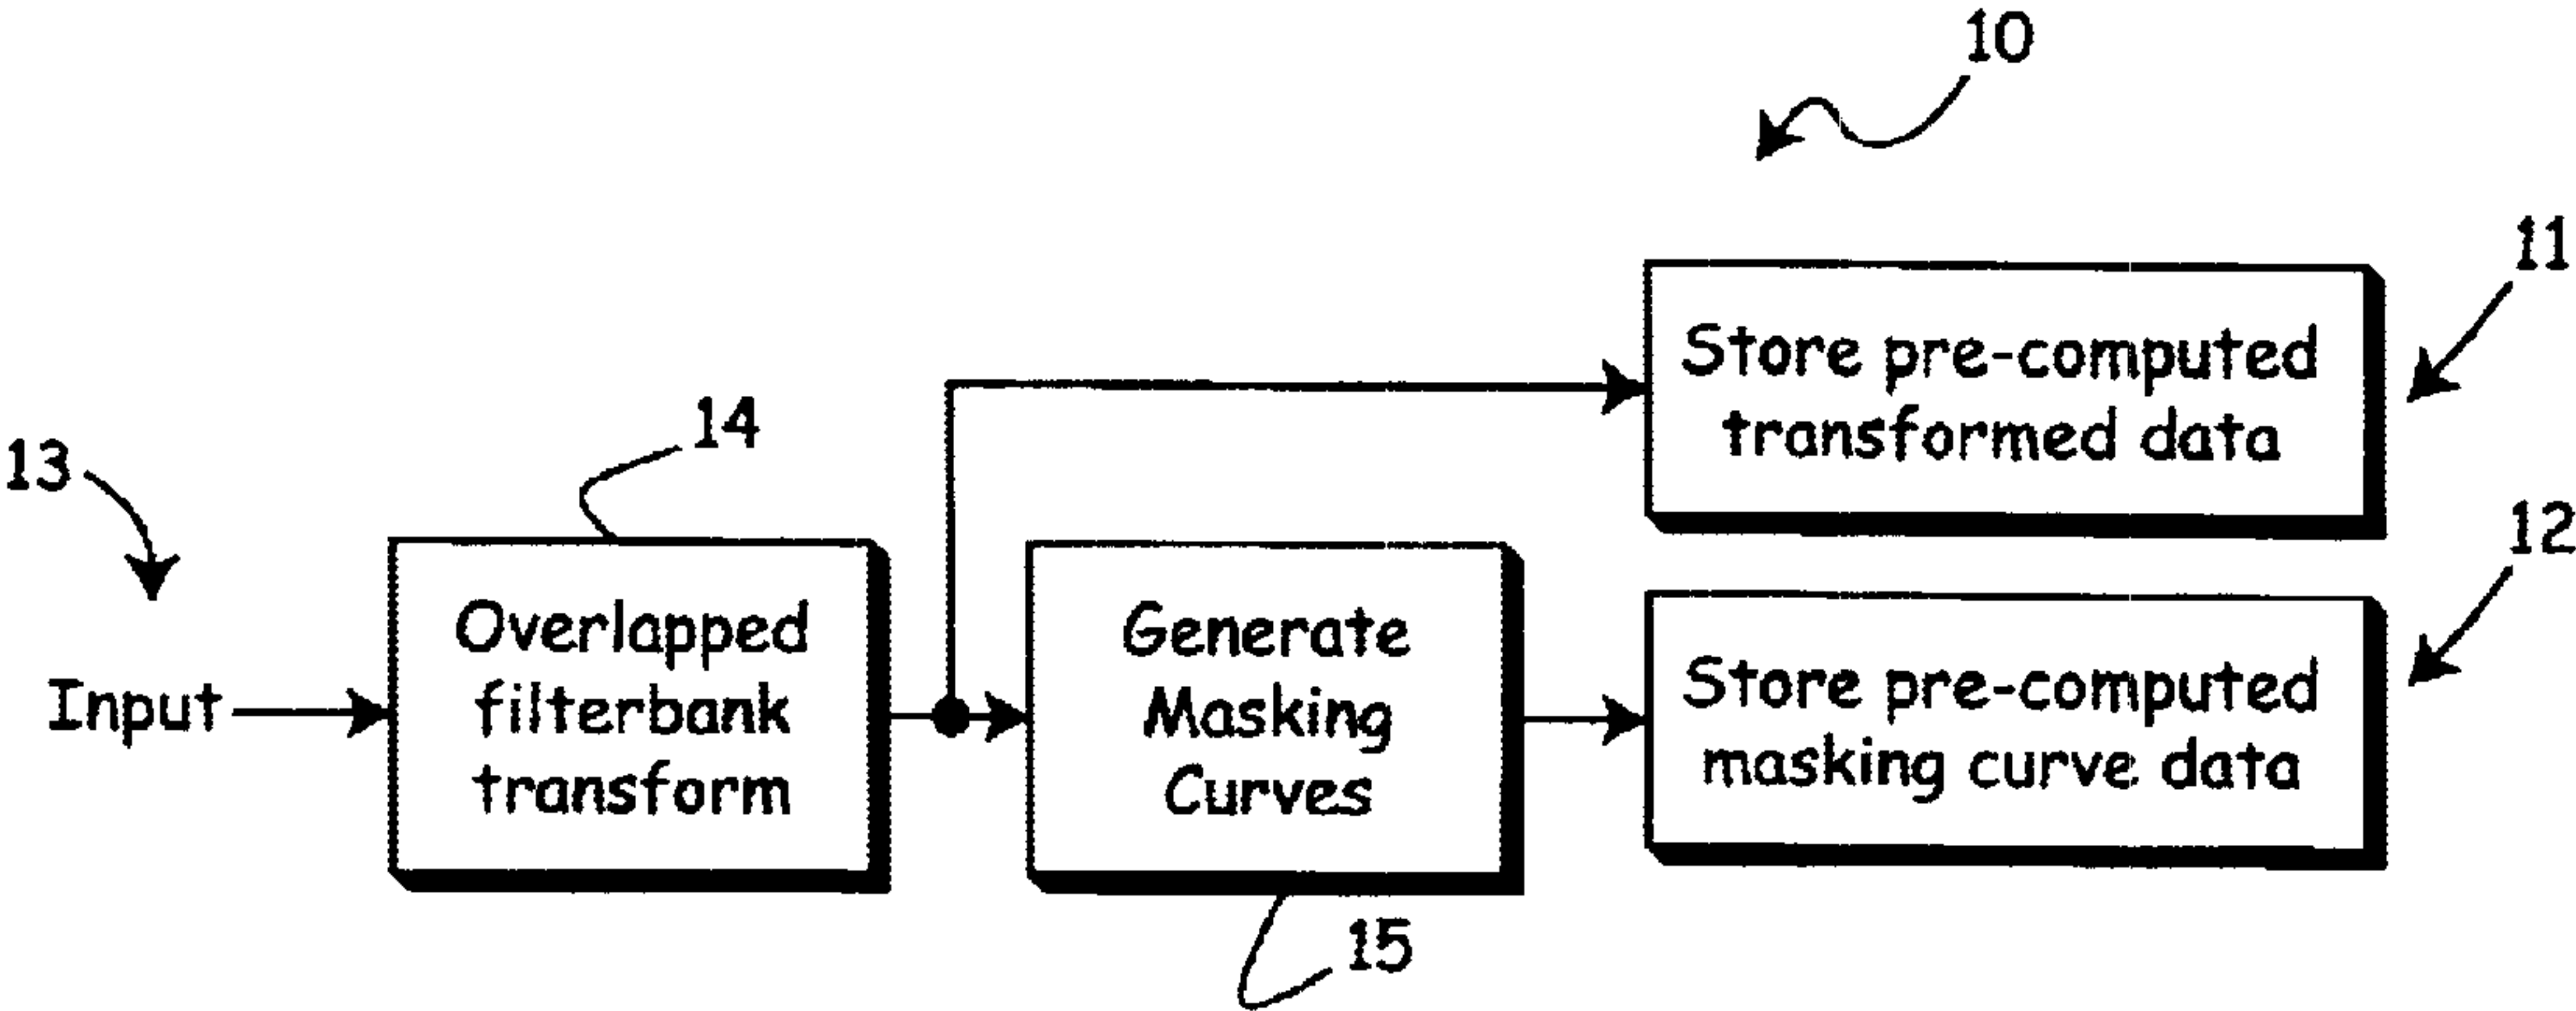 10
11
Store pre-computed
transformed data
14
13
12
Overlapped
filterbank
transform
Generate
Masking
Curves
Input
Store pre-computed
masking curve data
15